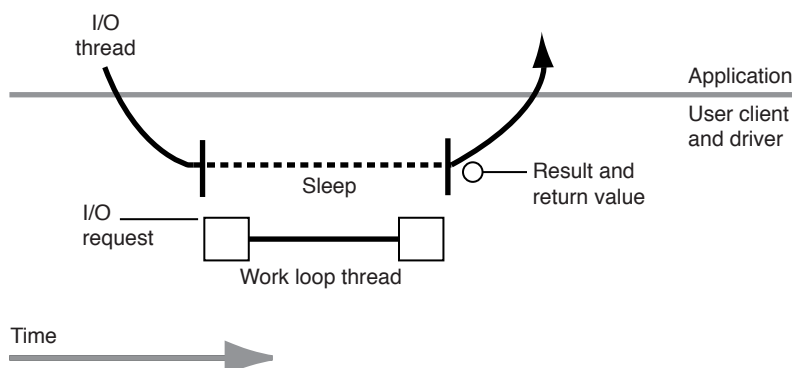 I/O
thread
Application
User client
and driver
Sleep
Result and
return value
I/O
request
Work loop thread
Time